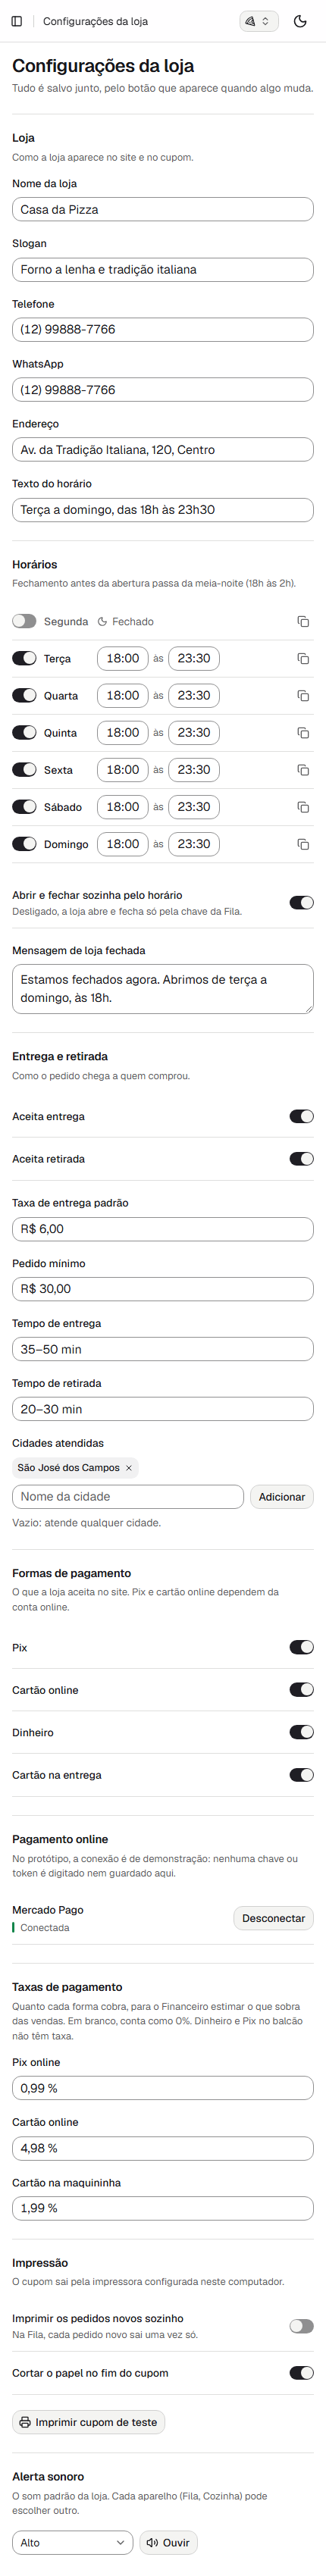 Configurações da loja
Configurações da loja
Tudo é salvo junto, pelo botão que aparece quando algo muda.
Loja
Como a loja aparece no site e no cupom.
Nome da loja
Casa da Pizza
Slogan
Forno a lenha e tradição italiana
Telefone
(12) 99888-7766
WhatsApp
(12) 99888-7766
Endereço
Av. da Tradição Italiana, 120, Centro
Texto do horário
Terça a domingo, das 18h às 23h30
Horários
Fechamento antes da abertura passa da meia-noite (18h às 2h).
Segunda Fechado
Terça 18:00 às 23:30
Quarta 18:00 às 23:30
Quinta 18:00 às 23:30
Sexta 18:00 às 23:30
Sábado 18:00 às 23:30
Domingo 18:00 às 23:30
Abrir e fechar sozinha pelo horário
Desligado, a loja abre e fecha só pela chave da Fila.
Mensagem de loja fechada
Estamos fechados agora. Abrimos de terça a
domingo, às 18h.
Entrega e retirada
Como o pedido chega a quem comprou.
Aceita entrega
Aceita retirada
Taxa de entrega padrão
R$ 6,00
Pedido mínimo
R$ 30,00
Tempo de entrega
35–50 min
Tempo de retirada
20–30 min
Cidades atendidas
São José dos Campos ×
Nome da cidade Adicionar
Vazio: atende qualquer cidade.
Formas de pagamento
O que a loja aceita no site. Pix e cartão online dependem da
conta online.
Pix
Cartão online
Dinheiro
Cartão na entrega
Pagamento online
No protótipo, a conexão é de demonstração: nenhuma chave ou
token é digitado nem guardado aqui.
Mercado Pago
Conectada
Desconectar
Taxas de pagamento
Quanto cada forma cobra, para o Financeiro estimar o que sobra
das vendas. Em branco, conta como 0%. Dinheiro e Pix no balcão
não têm taxa.
Pix online
0,99 %
Cartão online
4,98 %
Cartão na maquininha
1,99 %
Impressão
O cupom sai pela impressora configurada neste computador.
Imprimir os pedidos novos sozinho
Na Fila, cada pedido novo sai uma vez só.
Cortar o papel no fim do cupom
Imprimir cupom de teste
Alerta sonoro
O som padrão da loja. Cada aparelho (Fila, Cozinha) pode
escolher outro.
Alto Ouvir